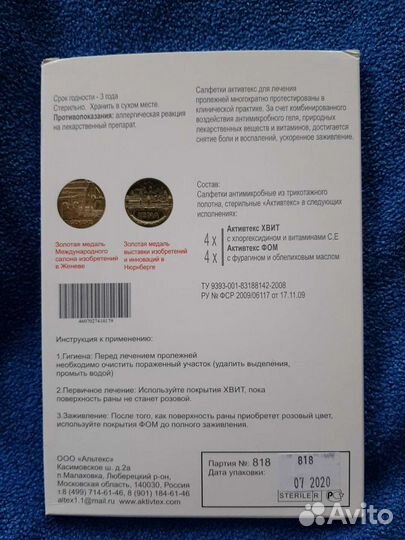 Срок годности - 3 года
Стерильно. Хранить в сухом месте.
Противопоказания: аллергическая реакция
на лекарственный препарат.
Салфетки активтекс для лечения
пролежней многократно протестированы в
клинической практике. За счет комбинированного
воздействия антимикробного геля, природных
лекарственных веществ и витаминов, достигается
снятие боли и воспалений, ускоренное заживление.
Золотая медаль
Международного
салона изобретений
в Женеве
Золотая медаль
выставки изобретений
и инноваций в
Нюрнберге
Состав:
Салфетки антимикробные из трикотажного
полотна, стерильные «Активтекс» в следующих
исполнениях:
4 х Активтекс ХВИТ
с хлоргексидином и витаминами С,Е
4 х Активтекс ФОМ
с фурагином и облепиховым маслом
ТУ 9393-001-83188142-2008
РУ № ФСР 2009/06117 от 17.11.09
4607027416179
Инструкция к применению:
1.Гигиена: Перед лечением пролежней
необходимо очистить пораженный участок (удалить выделения,
промыть водой)
2.Первичное лечение: Используйте покрытия ХВИТ, пока
поверхность раны не станет розовой.
3.Заживление: После того, как поверхность раны приобретет розовый цвет,
используйте покрытия ФОМ до полного заживления.
ООО «Альтекс»
Касимовское ш. д.2а
п.Малаховка, Люберецкий р-он,
Московская область, 140030, Россия
т.8 (499) 714-61-46, 8 (901) 184-61-46
altex1.1@mail.ru www.aktivtex.com
Партия №: 818 818
Дата упаковки: 07 2020
STERILE R
Avito